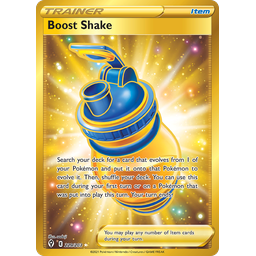 TRAINER
Item
Boost Shake
Search your deck for a card that evolves from 1 of
your Pokémon and put it onto that Pokémon to
evolve it. Then, shuffle your deck. You can use this
card during your first turn or on a Pokémon that
was put into play this turn. Your turn ends.
You may play any number of Item cards
during your turn.